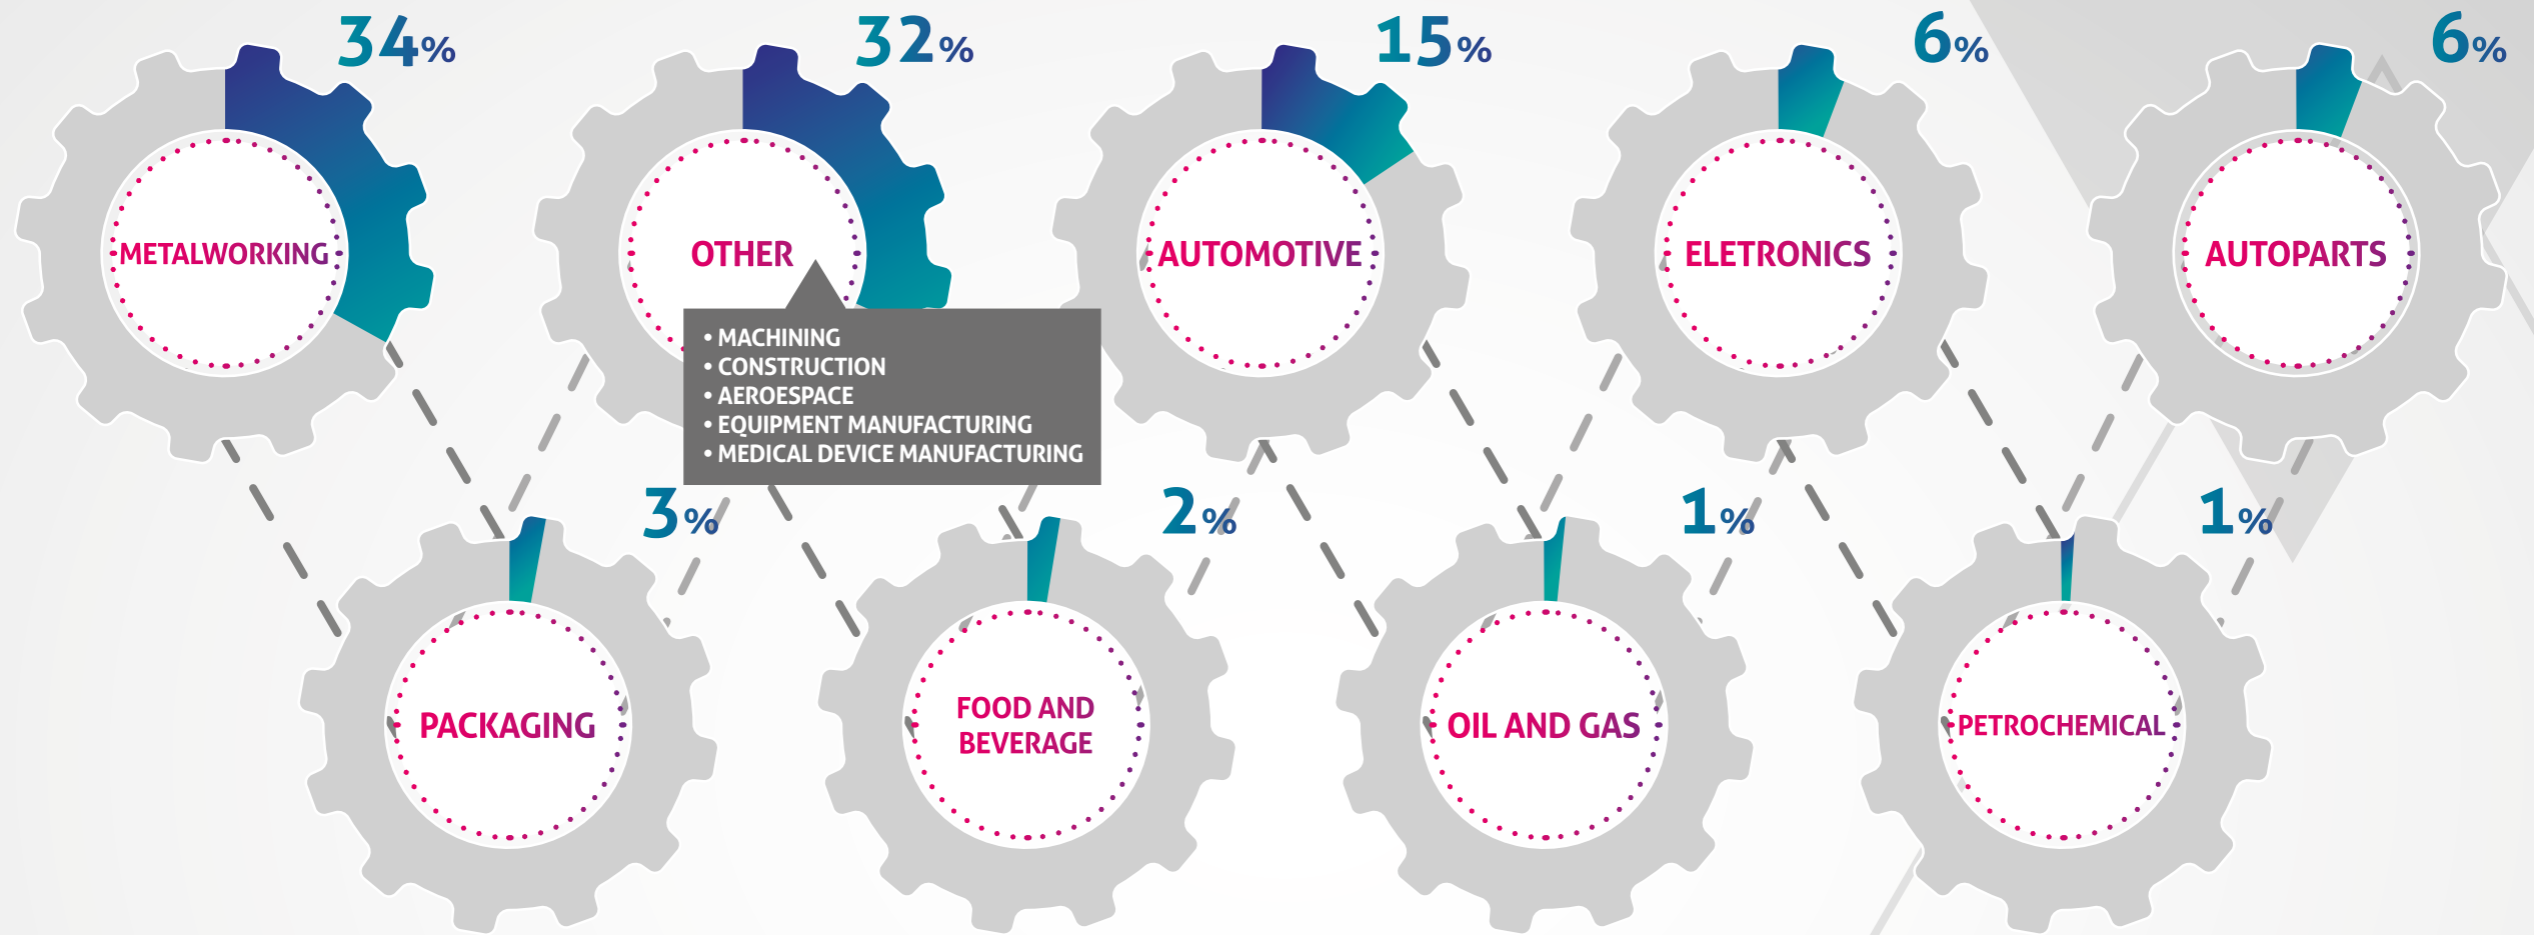 34%
METALWORKING
32%
OTHER
• MACHINING
• CONSTRUCTION
• AEROESPACE
• EQUIPMENT MANUFACTURING
• MEDICAL DEVICE MANUFACTURING
15%
AUTOMOTIVE
6%
ELETRONICS
6%
AUTOPARTS
3%
PACKAGING
2%
FOOD AND
BEVERAGE
1%
OIL AND GAS
1%
PETROCHEMICAL